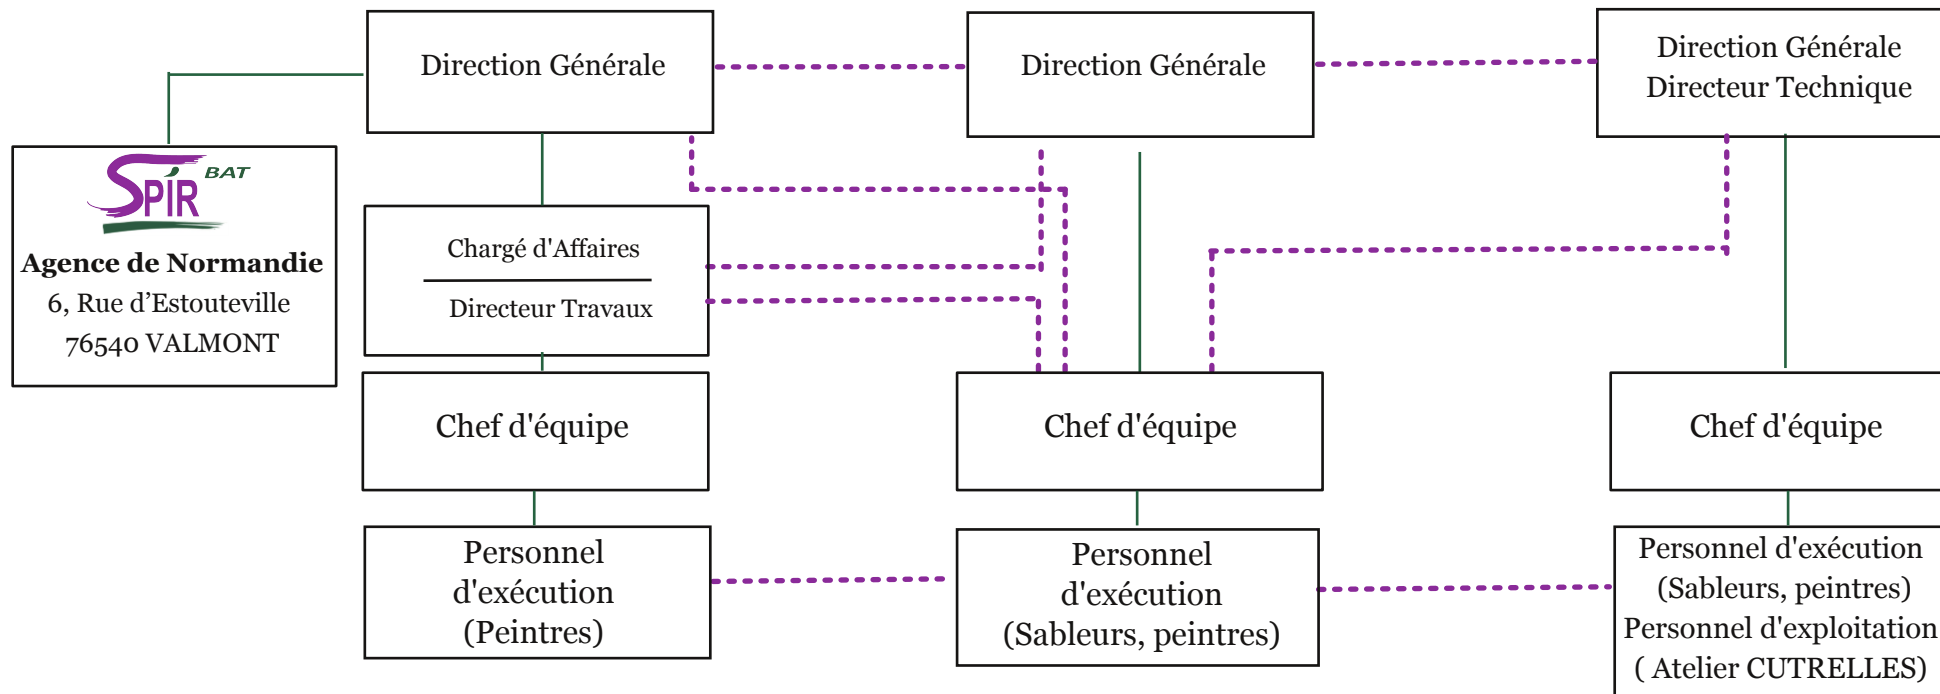 Direction Générale
Direction Générale
Direction Générale
Directeur Technique
SPIR BAT
Agence de Normandie
6, Rue d’Estouteville
76540 VALMONT
Chargé d'Affaires
Directeur Travaux
Chef d'équipe
Chef d'équipe
Chef d'équipe
Personnel
d'exécution
(Peintres)
Personnel
d'exécution
(Sableurs, peintres)
Personnel d'exécution
(Sableurs, peintres)
Personnel d'exploitation
( Atelier CUTRELLES)